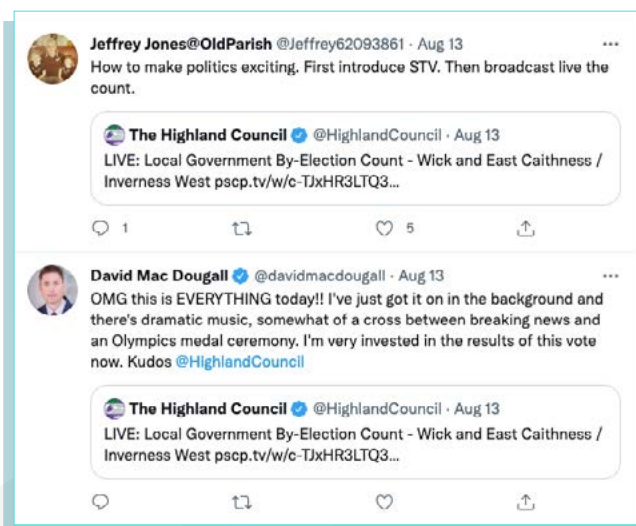 Jeffrey Jones@OldParish @Jeffrey62093861 · Aug 13 ...
How to make politics exciting. First introduce STV. Then broadcast live the
count.
The Highland Council @HighlandCouncil · Aug 13
LIVE: Local Government By-Election Count - Wick and East Caithness /
Inverness West pscp.tv/w/c-TJxHR3LTQ3...
1 5
David Mac Dougall @davidmacdougall · Aug 13 ...
OMG this is EVERYTHING today!! I've just got it on in the background and
there's dramatic music, somewhat of a cross between breaking news and
an Olympics medal ceremony. I'm very invested in the results of this vote
now. Kudos @HighlandCouncil
The Highland Council @HighlandCouncil · Aug 13
LIVE: Local Government By-Election Count - Wick and East Caithness /
Inverness West pscp.tv/w/c-TJxHR3LTQ3...